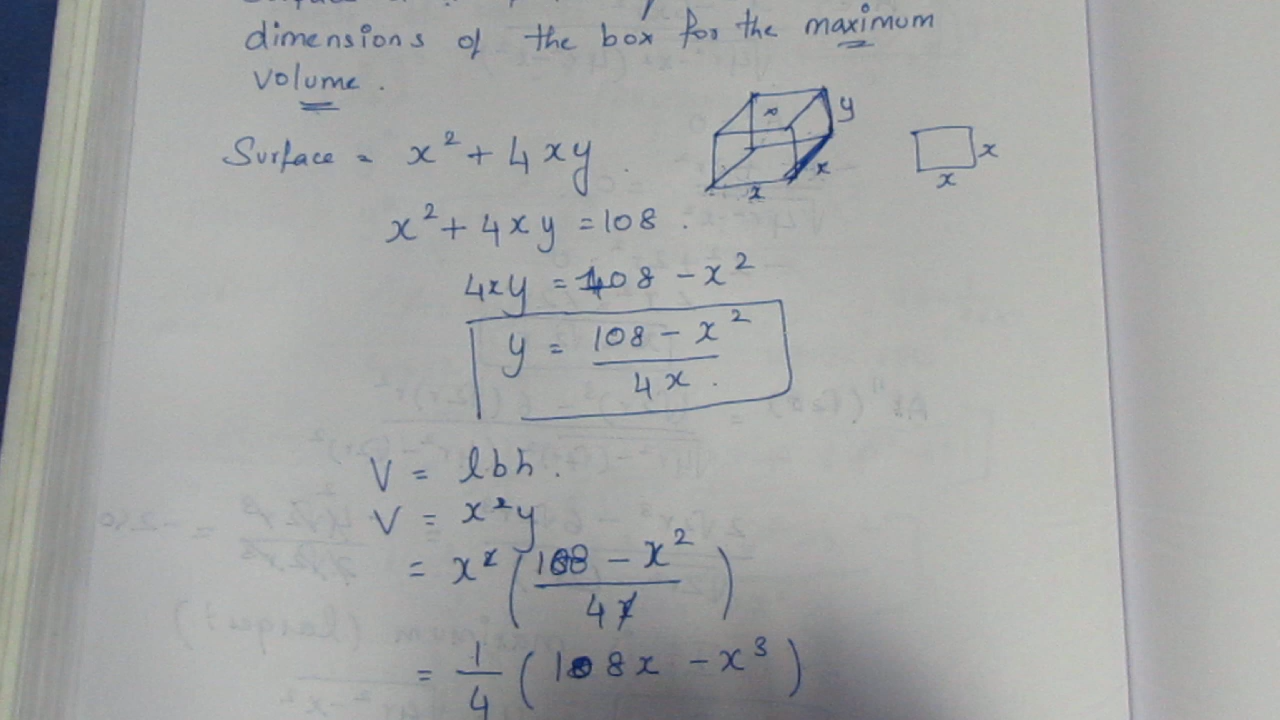 dimensions of the box for the maximum
volume.
x
y
x
x
x
x
Surface = x² + 4xy.
x² + 4xy = 108.
4xy = 108 - x²
y = (108 - x²)/(4x).
V = lbh.
V = x²y
= x² ((108 - x²)/(4x))
= 1/4 (108x - x³)